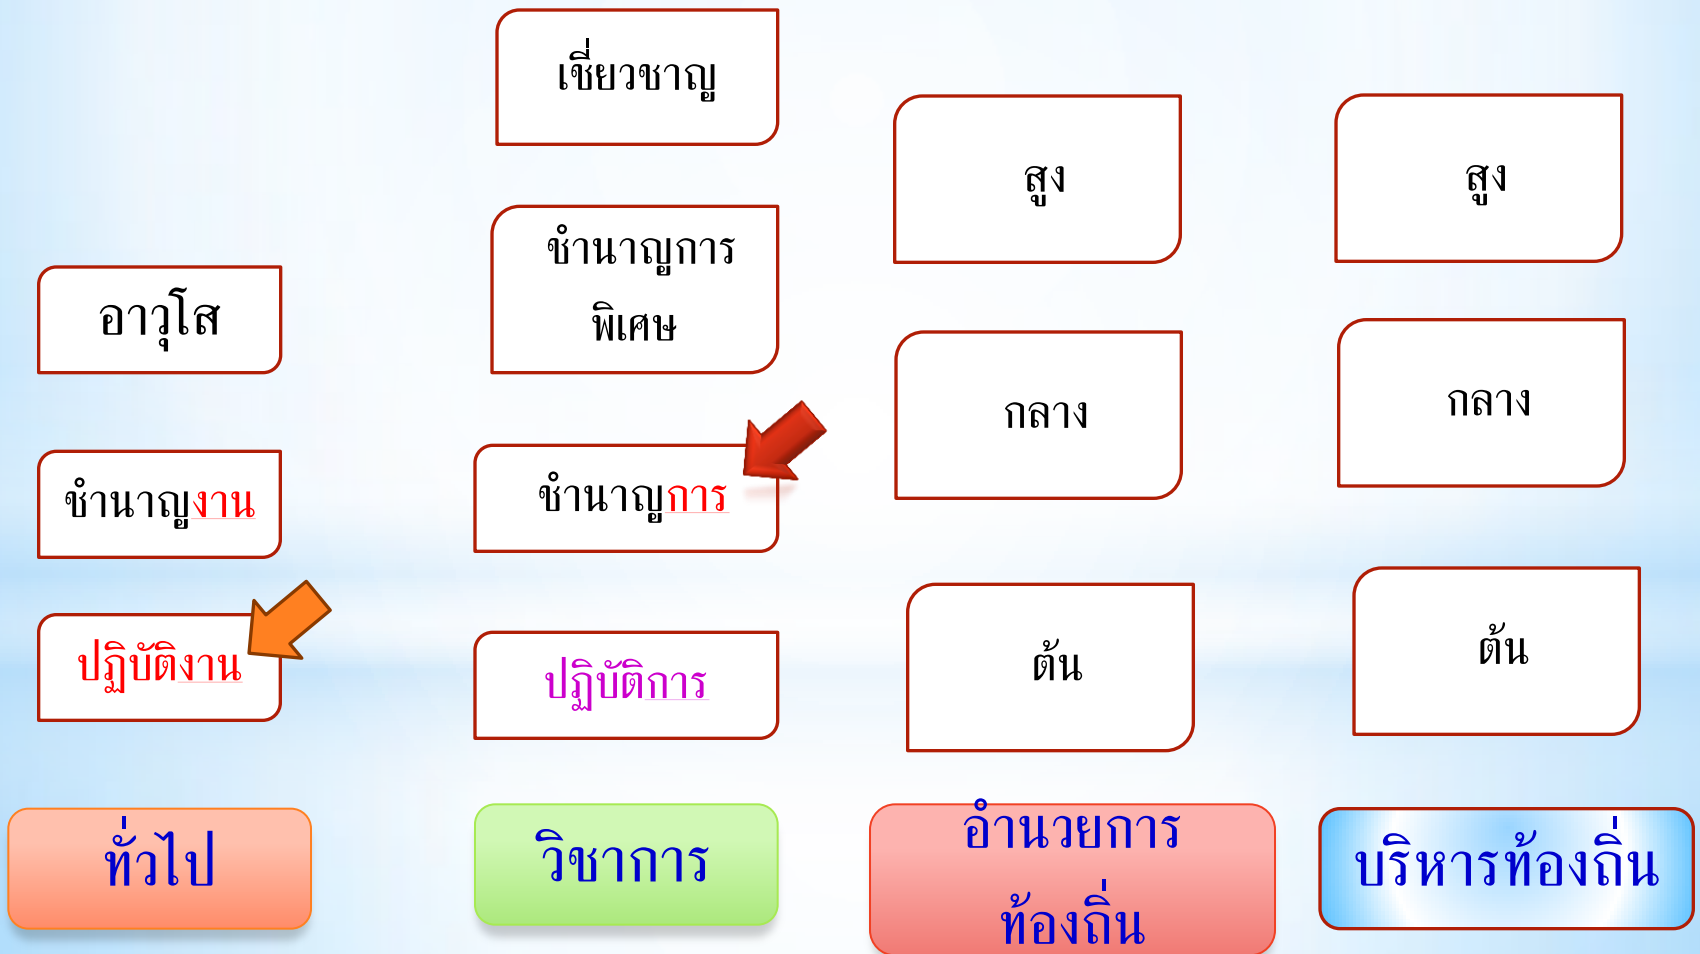 เชี่ยวชาญ
สูง
สูง
ชำนาญการ
พิเศษ
อาวุโส
กลาง
กลาง
ชำนาญงาน
ชำนาญการ
ปฏิบัติงาน
ปฏิบัติการ
ต้น
ต้น
ทั่วไป
วิชาการ
อำนวยการ
ท้องถิ่น
บริหารท้องถิ่น